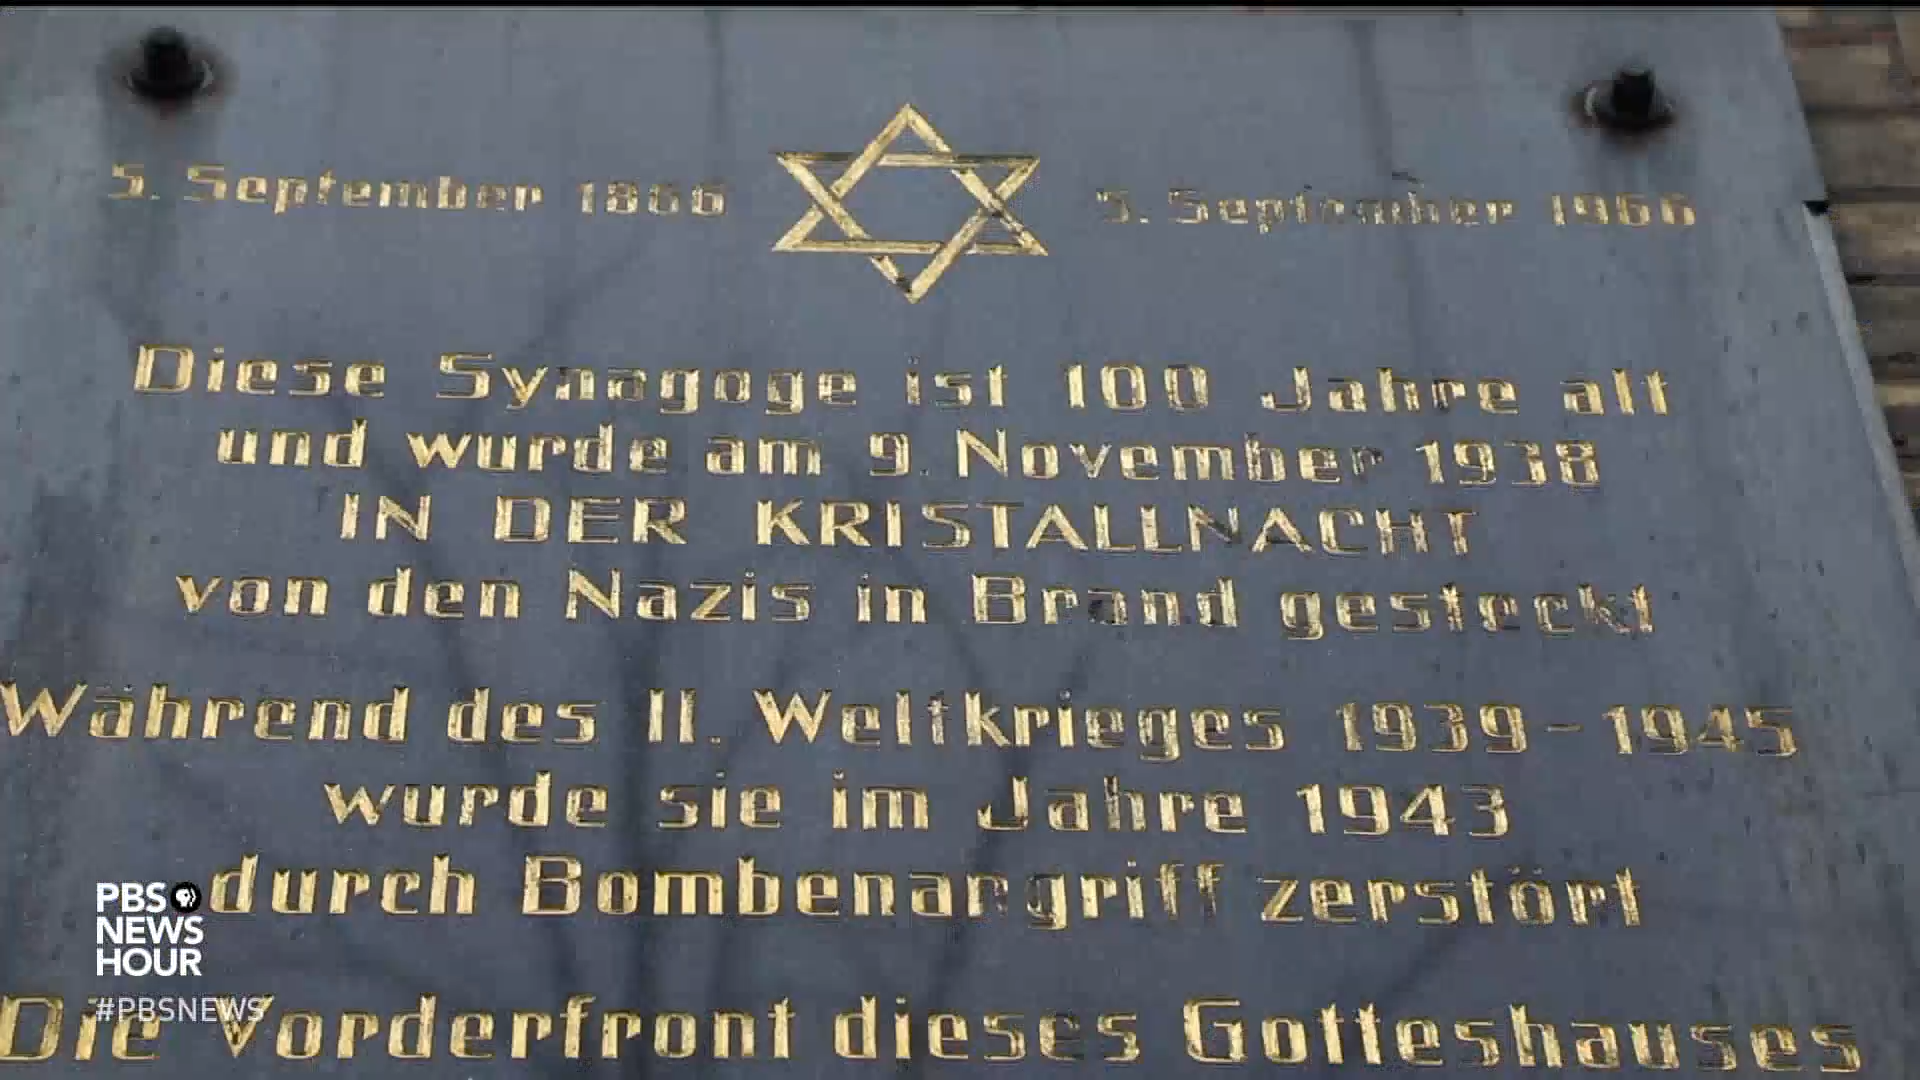 5. September 1866 5. September 1966
Diese Synagoge ist 100 Jahre alt
und wurde am 9. November 1938
IN DER KRISTALLNACHT
von den Nazis in Brand gesteckt
Während des II. Weltkrieges 1939-1945
wurde sie im Jahre 1943
durch Bombenangriff zerstört
Die Vorderfront dieses Gotteshauses
PBS
NEWS
HOUR
#PBSNEWS